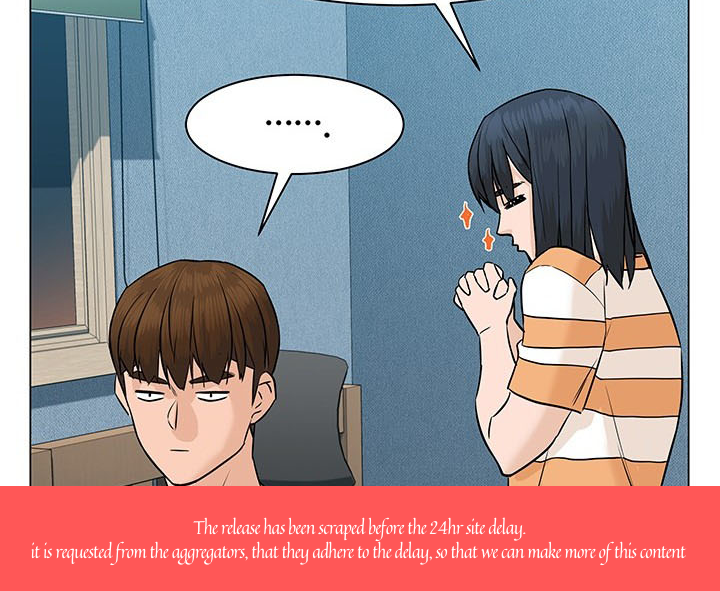 .......
The release has been scraped before the 24hr site delay.
it is requested from the aggregators, that they adhere to the delay, so that we can make more of this content